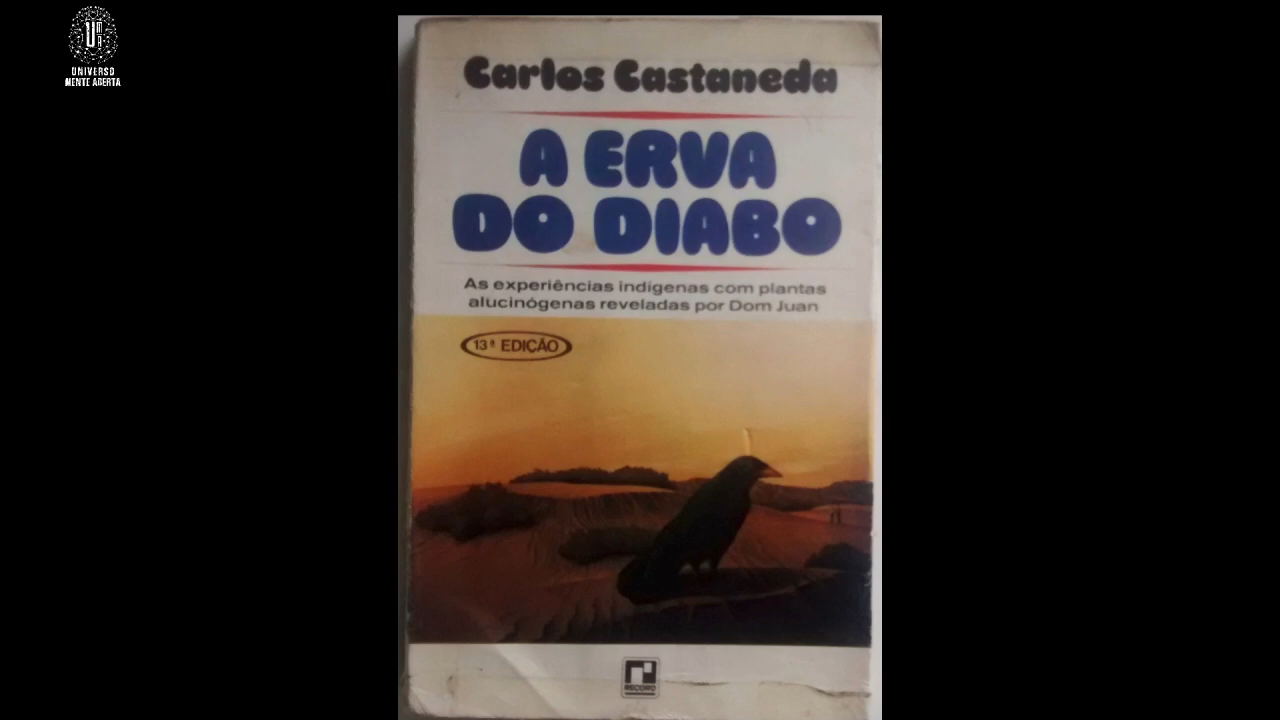 UNIVERSO
MENTE ABERTA
Carlos Castaneda
A ERVA
DO DIABO
As experiências indígenas com plantas
alucinógenas reveladas por Dom Juan
13ª EDIÇÃO
RECORD